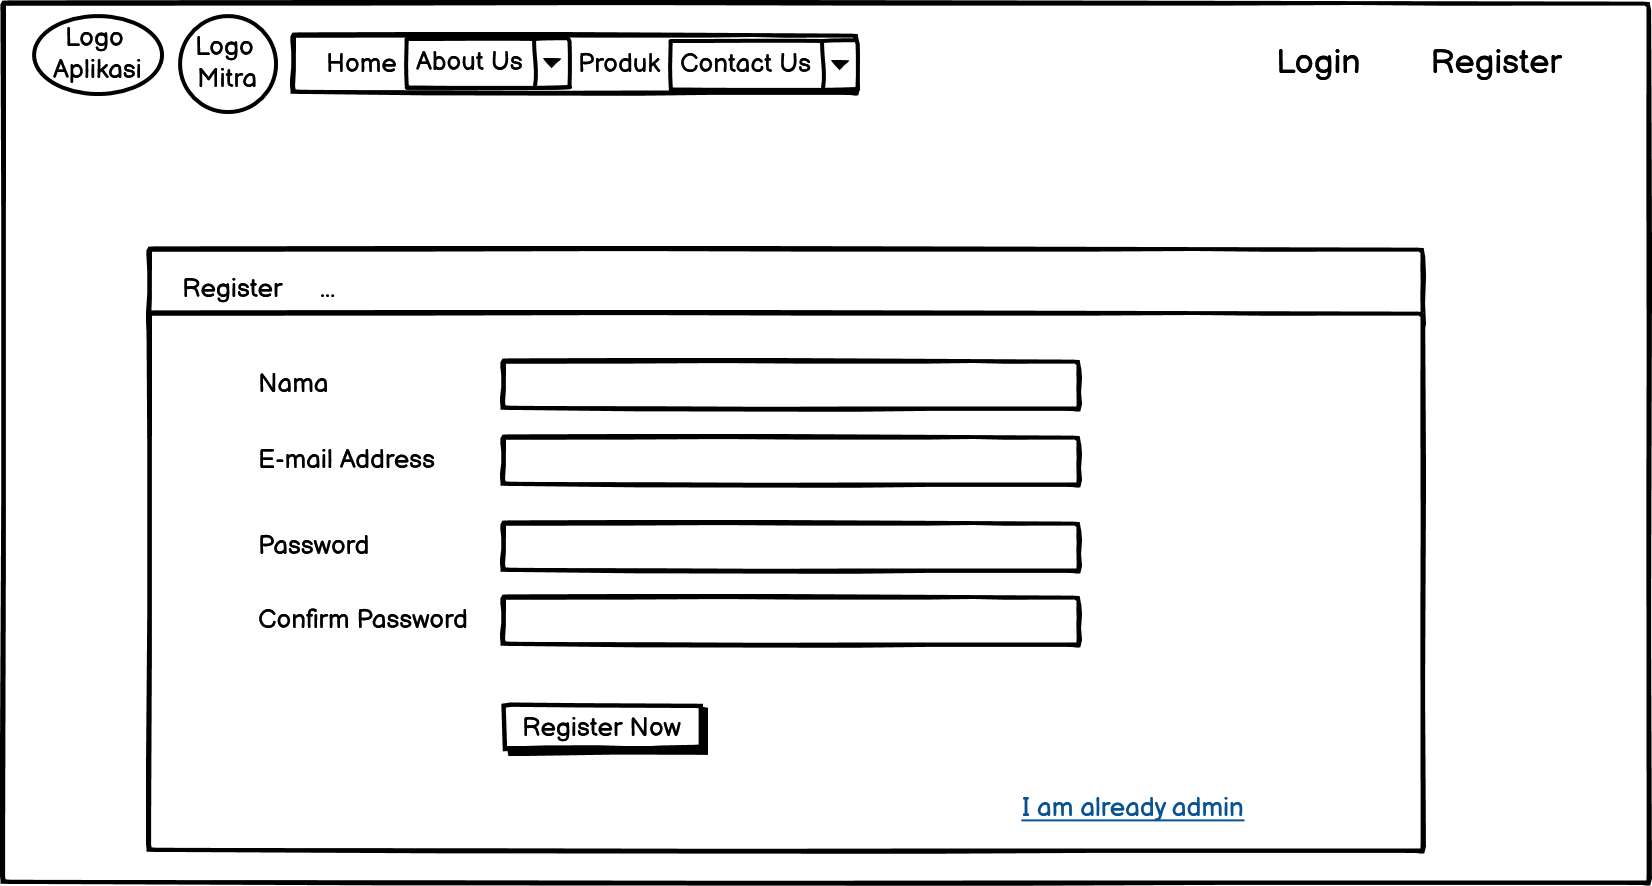 Logo
Aplikasi
Logo
Mitra
Home About Us Produk Contact Us
Login Register
Register ...
Nama
E-mail Address
Password
Confirm Password
Register Now
I am already admin